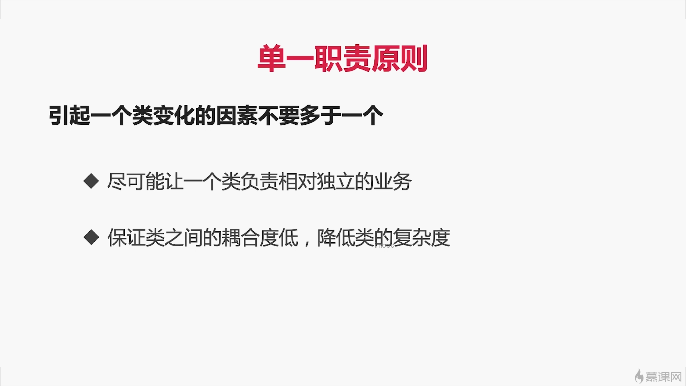 单一职责原则
引起一个类变化的因素不要多于一个
◆ 尽可能让一个类负责相对独立的业务
◆ 保证类之间的耦合度低，降低类的复杂度
慕课网